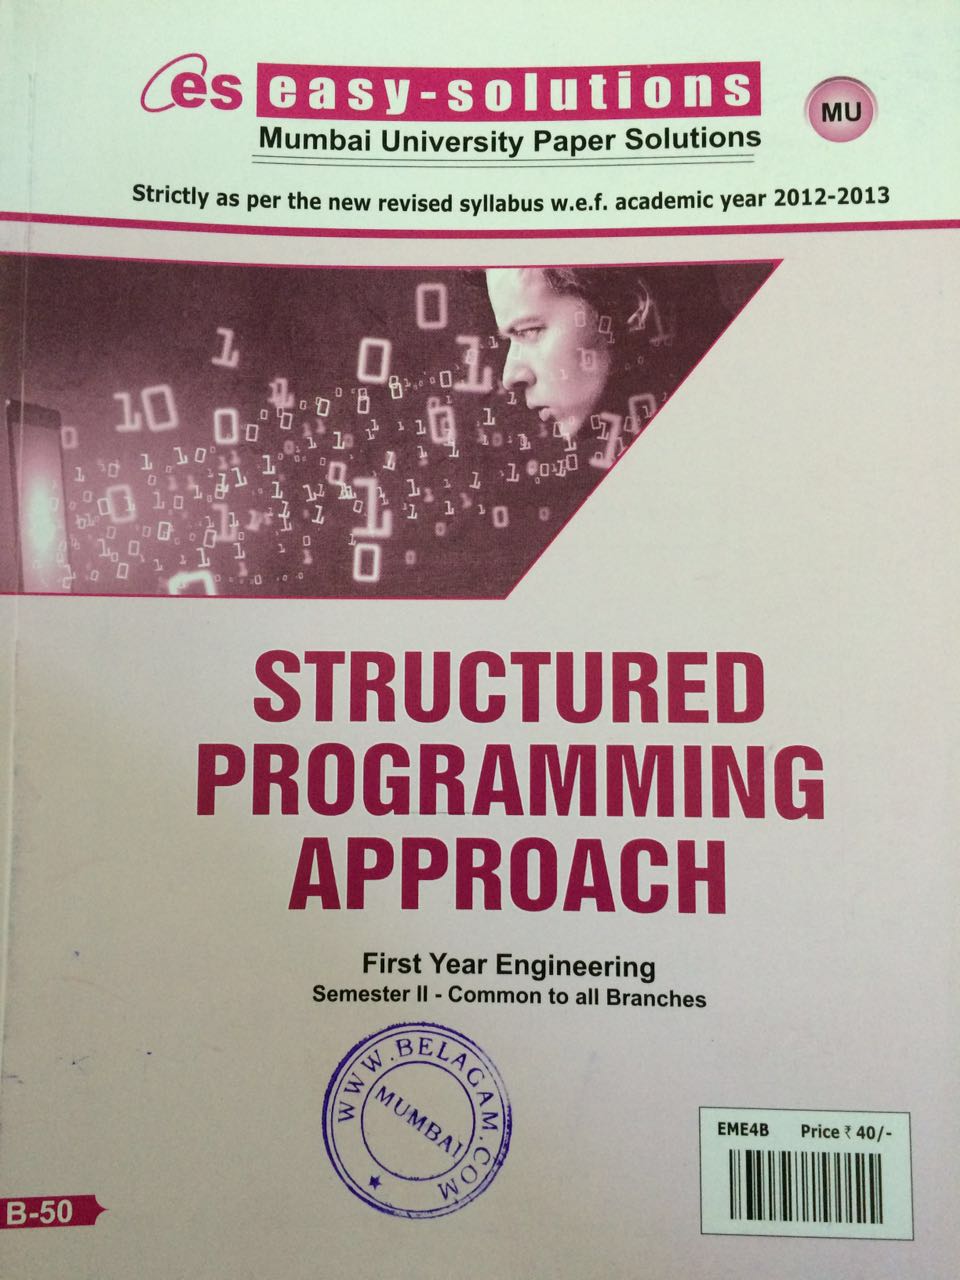 es easy-solutions
MU
Mumbai University Paper Solutions
Strictly as per the new revised syllabus w.e.f. academic year 2012-2013
STRUCTURED
PROGRAMMING
APPROACH
First Year Engineering
Semester II - Common to all Branches
WWW.BELAGAM.COM
MUMBAI
EME4B Price ₹ 40/-
B-50